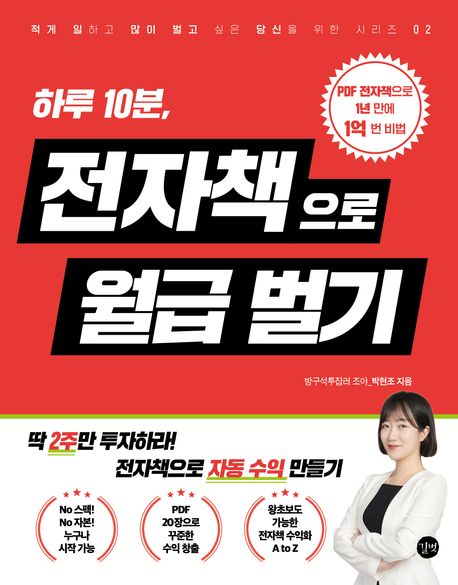 적게 일하고 많이 벌고 싶은 당신을 위한 시리즈 02
하루 10분,
PDF 전자책으로
1년 만에
1억 번 비법
전자책으로
월급 벌기
방구석투잡러 조야_박현조 지음
딱 2주만 투자하라!
전자책으로 자동 수익 만들기
No 스펙!
No 자본!
누구나
시작 가능
PDF
20장으로
꾸준한
수익 창출
왕초보도
가능한
전자책 수익화
A to Z
길벗